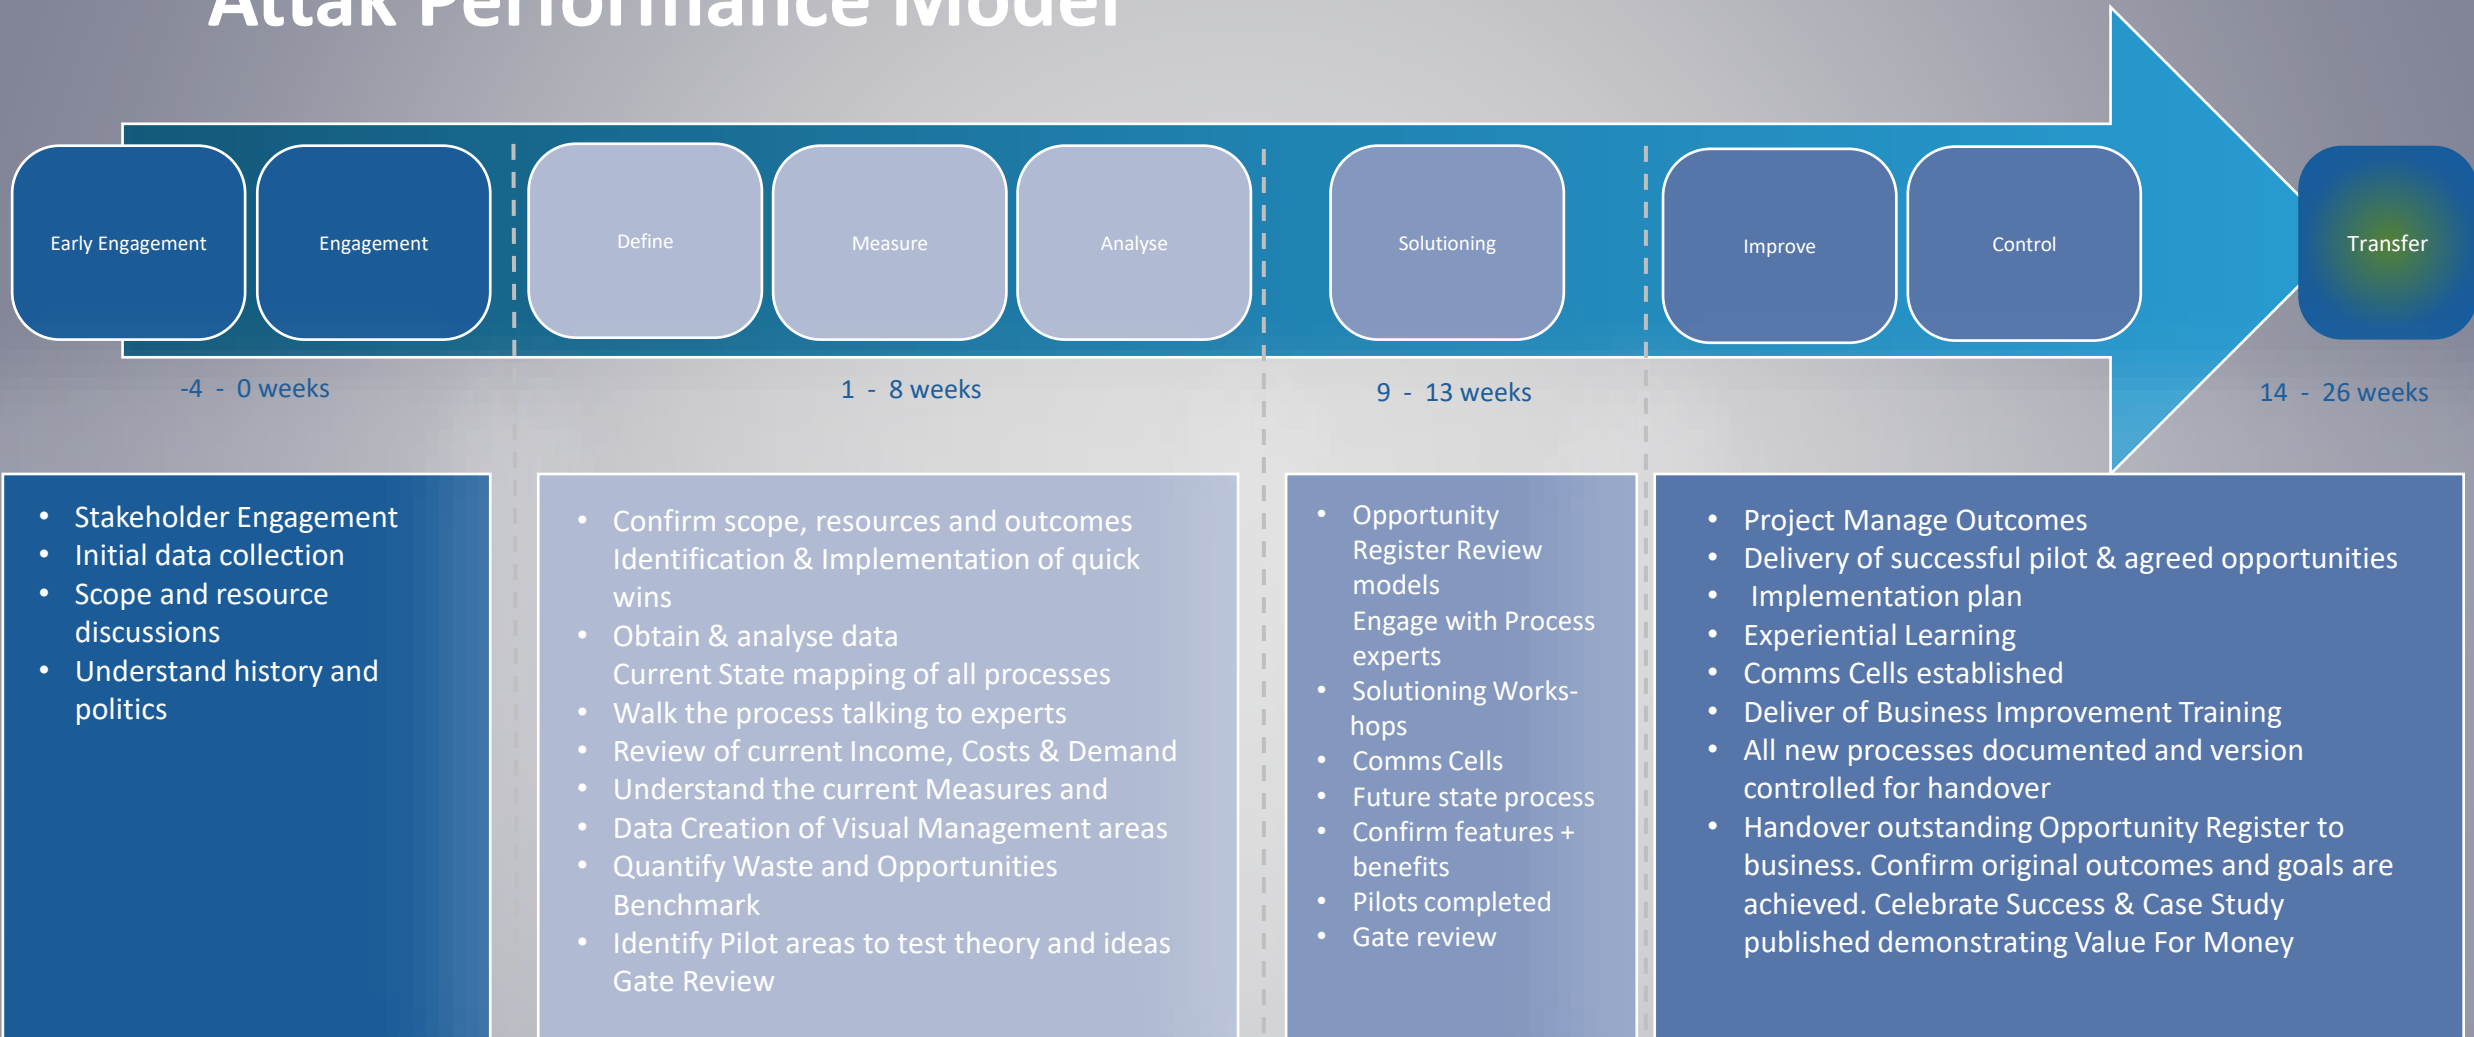 Attak Performance Model
Early Engagement
Engagement
Define
Measure
Analyse
Solutioning
Improve
Control
Transfer
-4 - 0 weeks
1 - 8 weeks
9 - 13 weeks
14 - 26 weeks
• Stakeholder Engagement
• Initial data collection
• Scope and resource
discussions
• Understand history and
politics
• Confirm scope, resources and outcomes
Identification & Implementation of quick
wins
• Obtain & analyse data
Current State mapping of all processes
• Walk the process talking to experts
• Review of current Income, Costs & Demand
• Understand the current Measures and
• Data Creation of Visual Management areas
• Quantify Waste and Opportunities
Benchmark
• Identify Pilot areas to test theory and ideas
Gate Review
• Opportunity
Register Review
models
Engage with Process
experts
• Solutioning Works-
hops
• Comms Cells
• Future state process
• Confirm features +
benefits
• Pilots completed
• Gate review
• Project Manage Outcomes
• Delivery of successful pilot & agreed opportunities
• Implementation plan
• Experiential Learning
• Comms Cells established
• Deliver of Business Improvement Training
• All new processes documented and version
controlled for handover
• Handover outstanding Opportunity Register to
business. Confirm original outcomes and goals are
achieved. Celebrate Success & Case Study
published demonstrating Value For Money